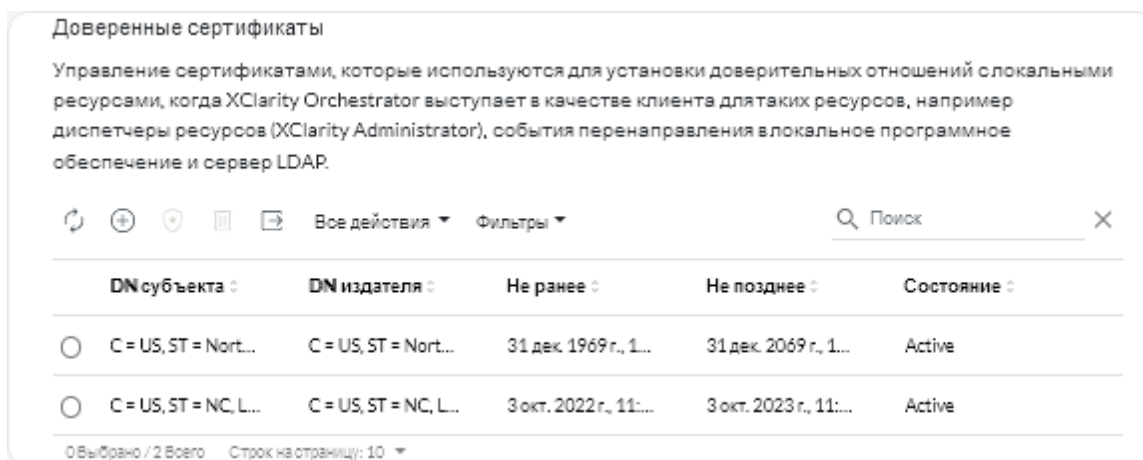 Доверенные сертификаты
Управление сертификатами, которые используются для установки доверительных отношений с локальными
ресурсами, когда XClarity Orchestrator выступает в качестве клиента для таких ресурсов, например
диспетчеры ресурсов (XClarity Administrator), события перенаправления в локальное программное
обеспечение и сервер LDAP.
Все действия Фильтры Поиск
DN субъекта DN издателя Не ранее Не позднее Состояние
C = US, ST = Nort... C = US, ST = Nort... 31 дек. 1969 г., 1... 31 дек. 2069 г., 1... Active
C = US, ST = NC, L... C = US, ST = NC, L... 3 окт. 2022 г., 11:... 3 окт. 2023 г., 11:... Active
0 Выбрано / 2 Всего Строк на страницу: 10